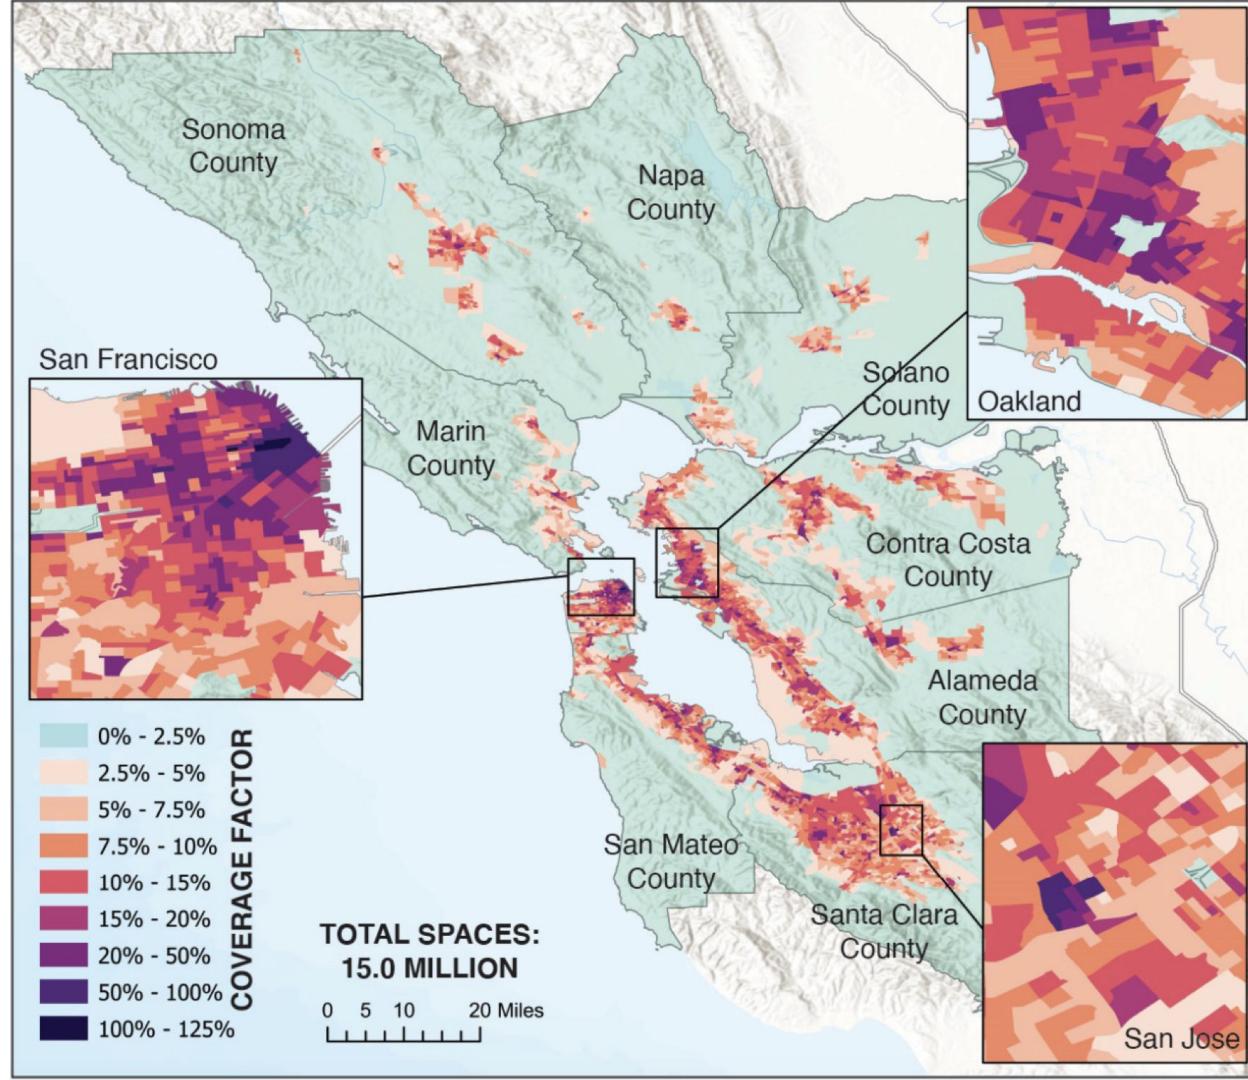 Sonoma
County
Napa
County
Solano
County
Oakland
San Francisco
Marin
County
Contra Costa
County
Alameda
County
San Mateo
County
Santa Clara
County
San Jose
0% - 2.5%
2.5% - 5%
5% - 7.5%
7.5% - 10%
10% - 15%
15% - 20%
20% - 50%
50% - 100%
100% - 125%
COVERAGE FACTOR
TOTAL SPACES:
15.0 MILLION
0 5 10 20 Miles